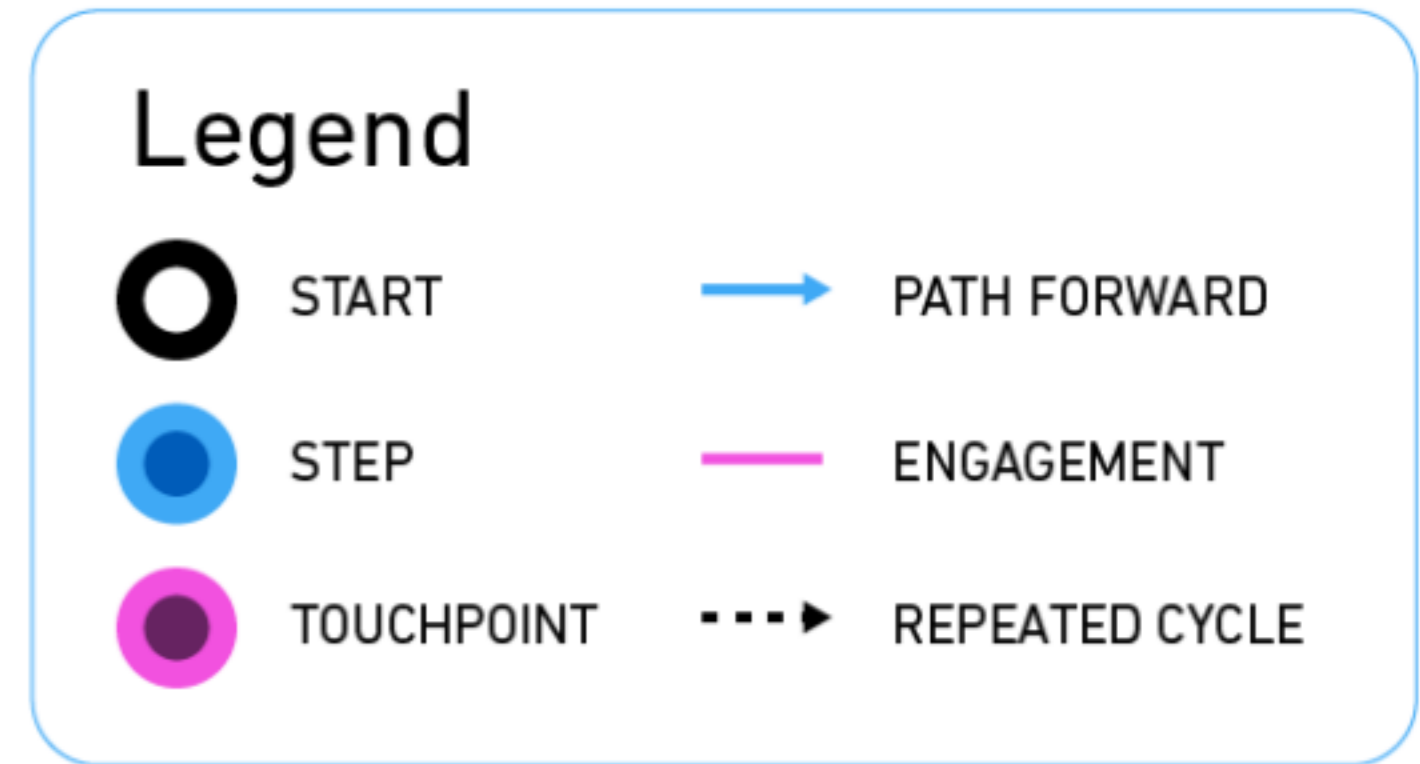 Legend
START
PATH FORWARD
STEP
ENGAGEMENT
TOUCHPOINT
REPEATED CYCLE